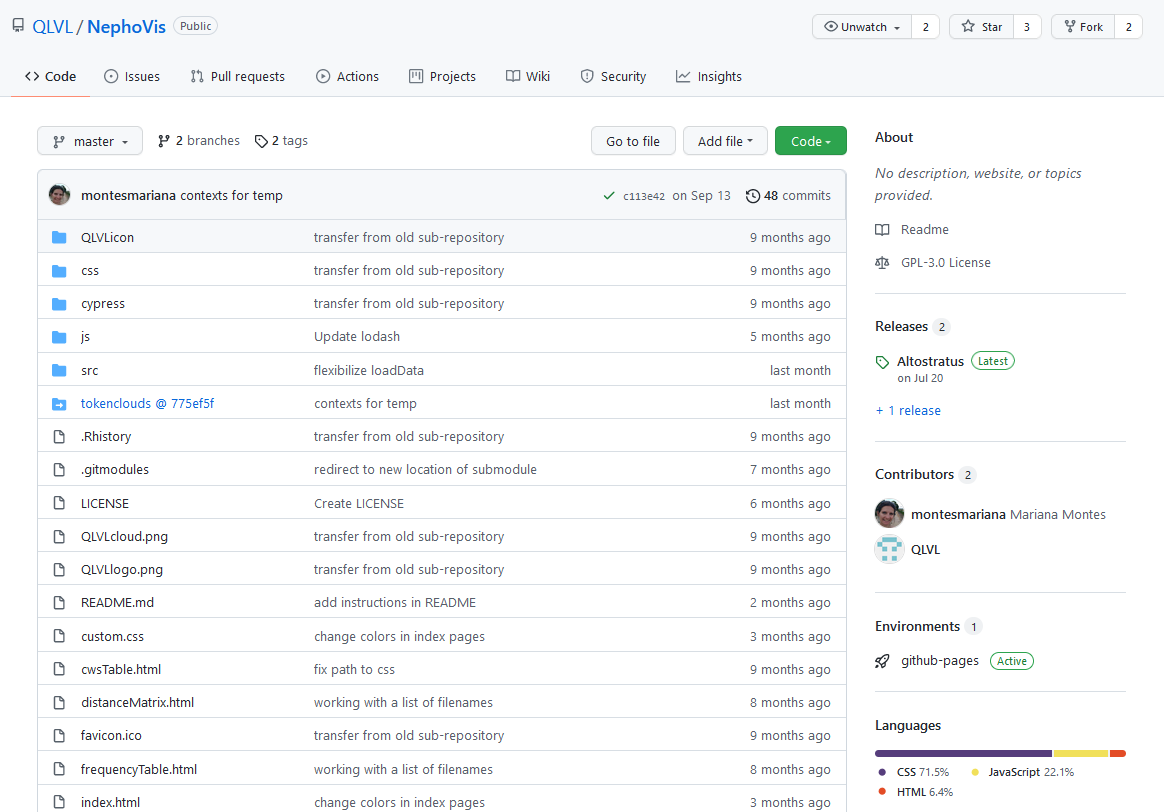 QLVL / NephoVis Public
Unwatch 2 Star 3 Fork 2
Code Issues Pull requests Actions Projects Wiki Security Insights
master 2 branches 2 tags Go to file Add file Code
montesmariana contexts for temp c113e42 on Sep 13 48 commits
QLVLicon transfer from old sub-repository 9 months ago
css transfer from old sub-repository 9 months ago
cypress transfer from old sub-repository 9 months ago
js Update lodash 5 months ago
src flexibilize loadData last month
tokenclouds @ 775ef5f contexts for temp last month
.Rhistory transfer from old sub-repository 9 months ago
.gitmodules redirect to new location of submodule 7 months ago
LICENSE Create LICENSE 6 months ago
QLVLcloud.png transfer from old sub-repository 9 months ago
QLVLlogo.png transfer from old sub-repository 9 months ago
README.md add instructions in README 2 months ago
custom.css change colors in index pages 3 months ago
cwsTable.html fix path to css 9 months ago
distanceMatrix.html working with a list of filenames 8 months ago
favicon.ico transfer from old sub-repository 9 months ago
frequencyTable.html working with a list of filenames 8 months ago
index.html change colors in index pages 3 months ago
About
No description, website, or topics
provided.
Readme
GPL-3.0 License
Releases 2
Altostratus Latest
on Jul 20
+ 1 release
Contributors 2
montesmariana Mariana Montes
QLVL
Environments 1
github-pages Active
Languages
CSS 71.5% JavaScript 22.1%
HTML 6.4%